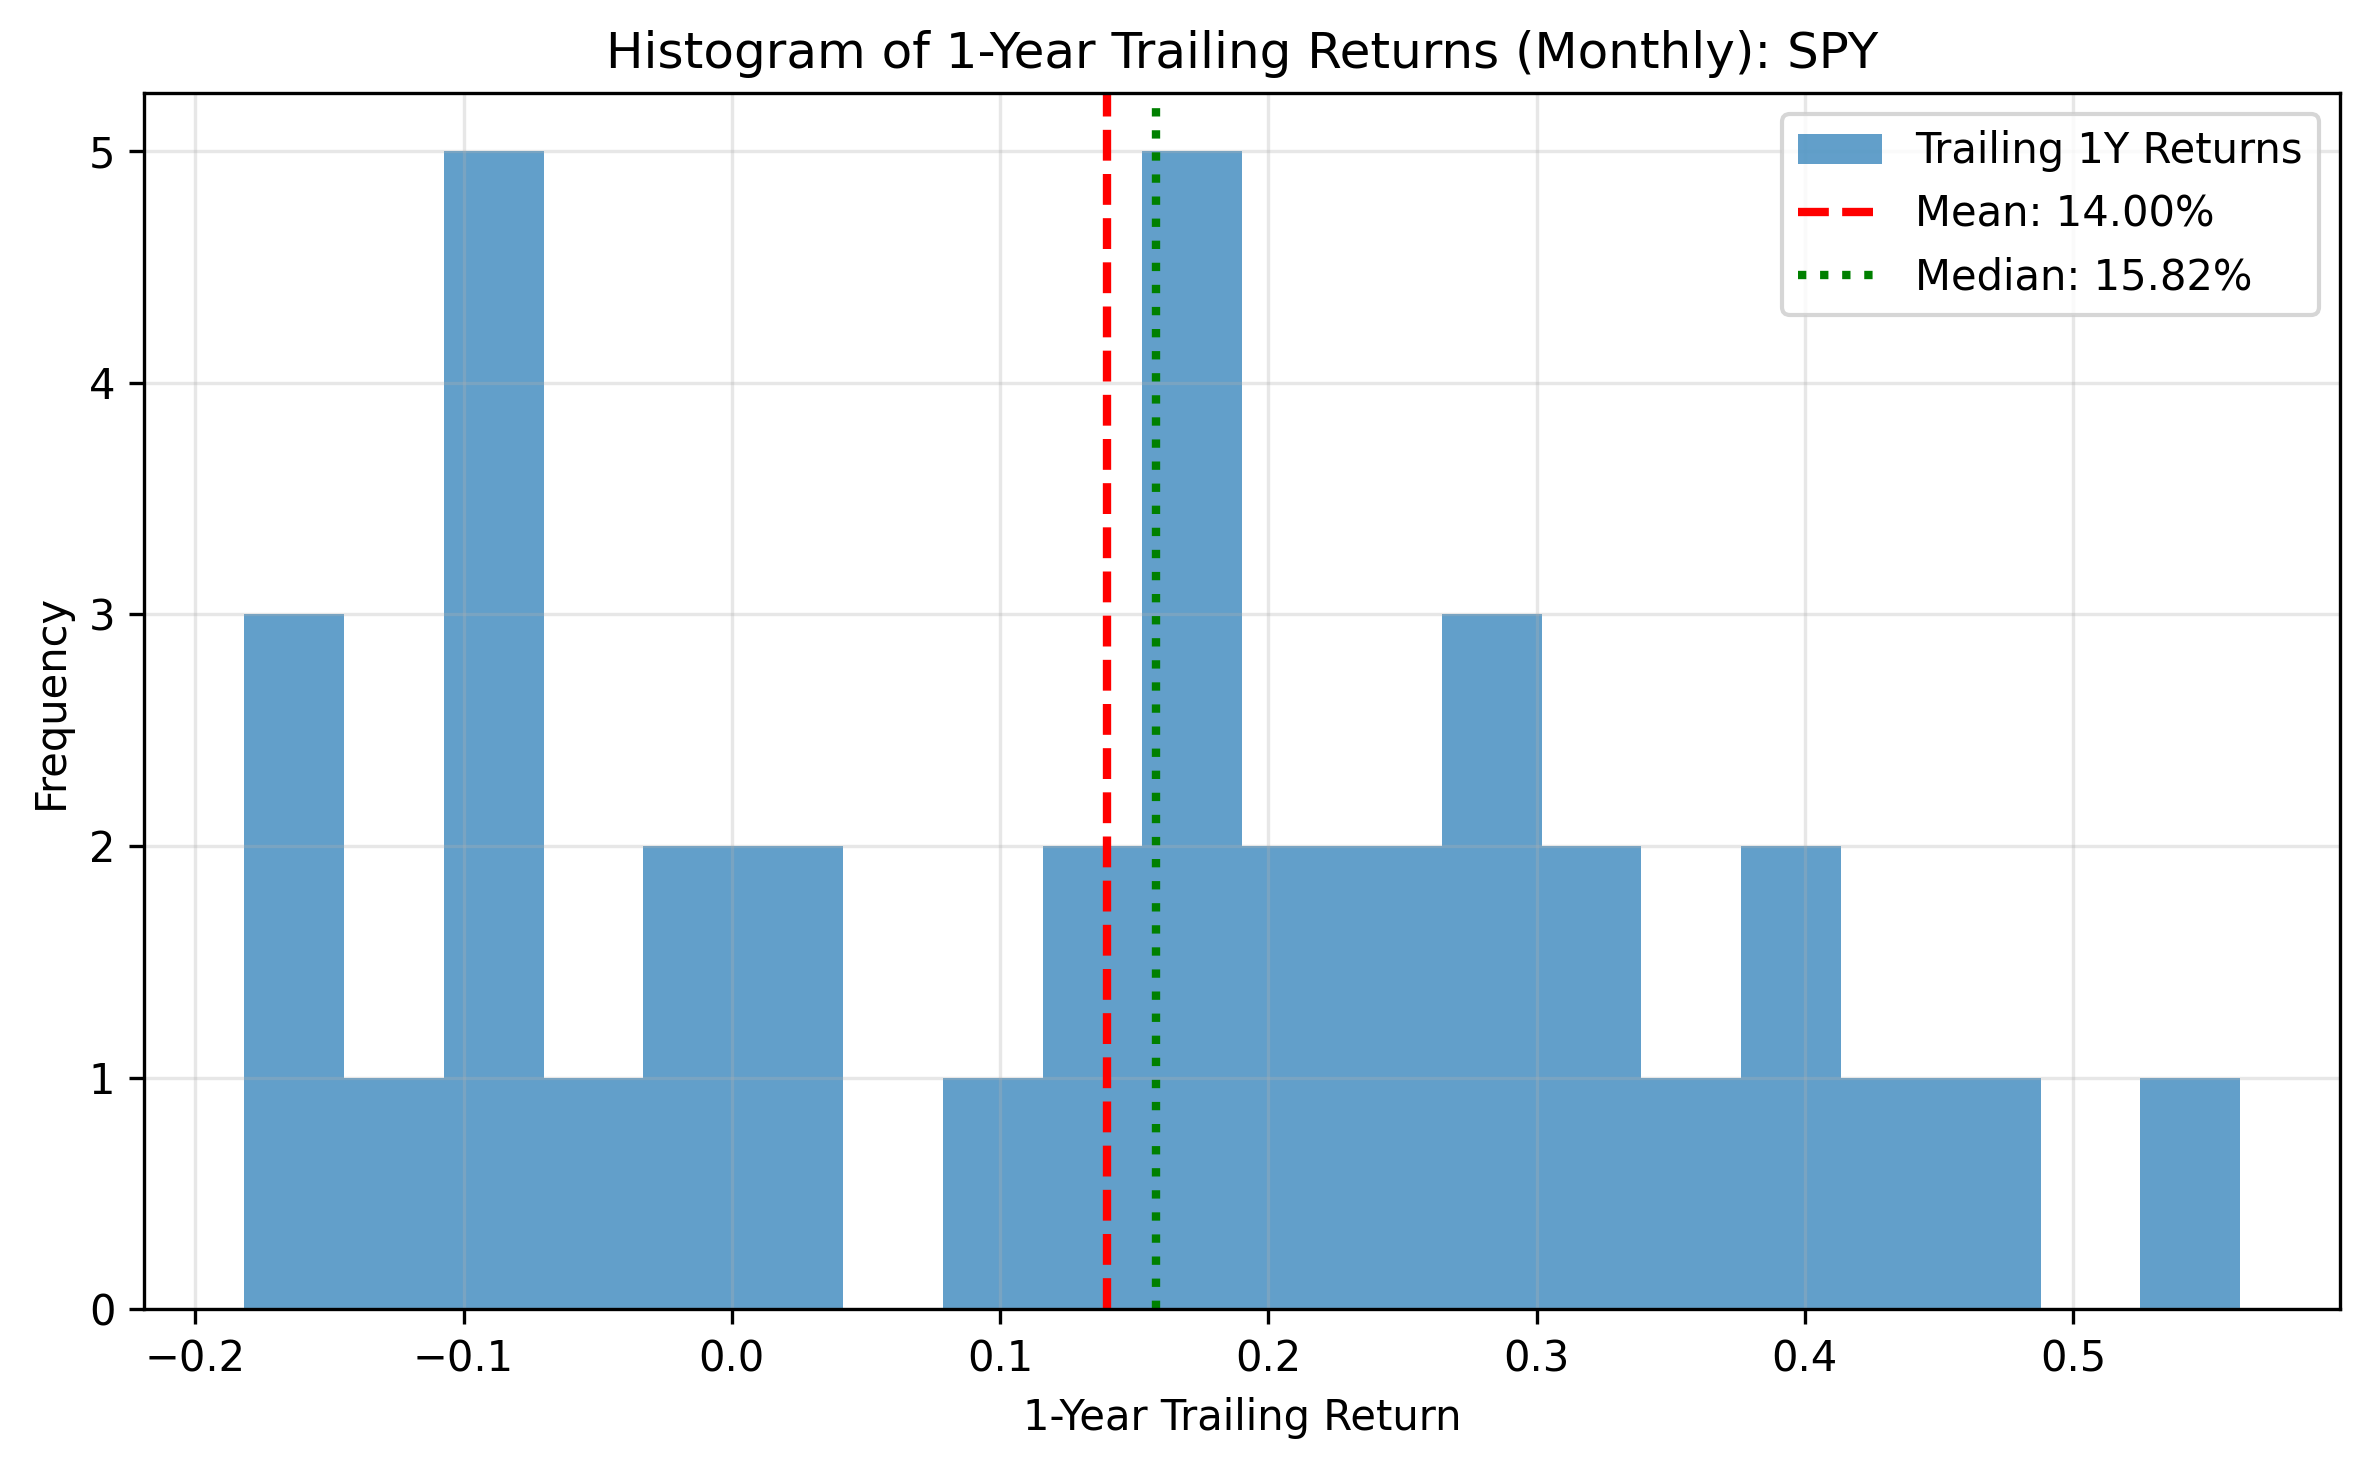 Histogram of 1-Year Trailing Returns (Monthly): SPY
Trailing 1Y Returns
Mean: 14.00%
Median: 15.82%
Frequency
5
4
3
2
1
0
−0.2 −0.1 0.0 0.1 0.2 0.3 0.4 0.5
1-Year Trailing Return